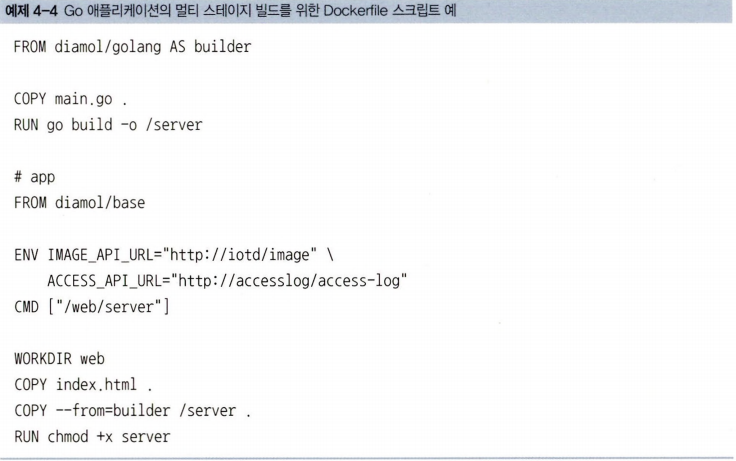 예제 4-4 Go 애플리케이션의 멀티 스테이지 빌드를 위한 Dockerfile 스크립트 예
FROM diamol/golang AS builder
COPY main.go .
RUN go build -o /server
# app
FROM diamol/base
ENV IMAGE_API_URL="http://iotd/image" \
ACCESS_API_URL="http://accesslog/access-log"
CMD ["/web/server"]
WORKDIR web
COPY index.html .
COPY --from=builder /server .
RUN chmod +x server